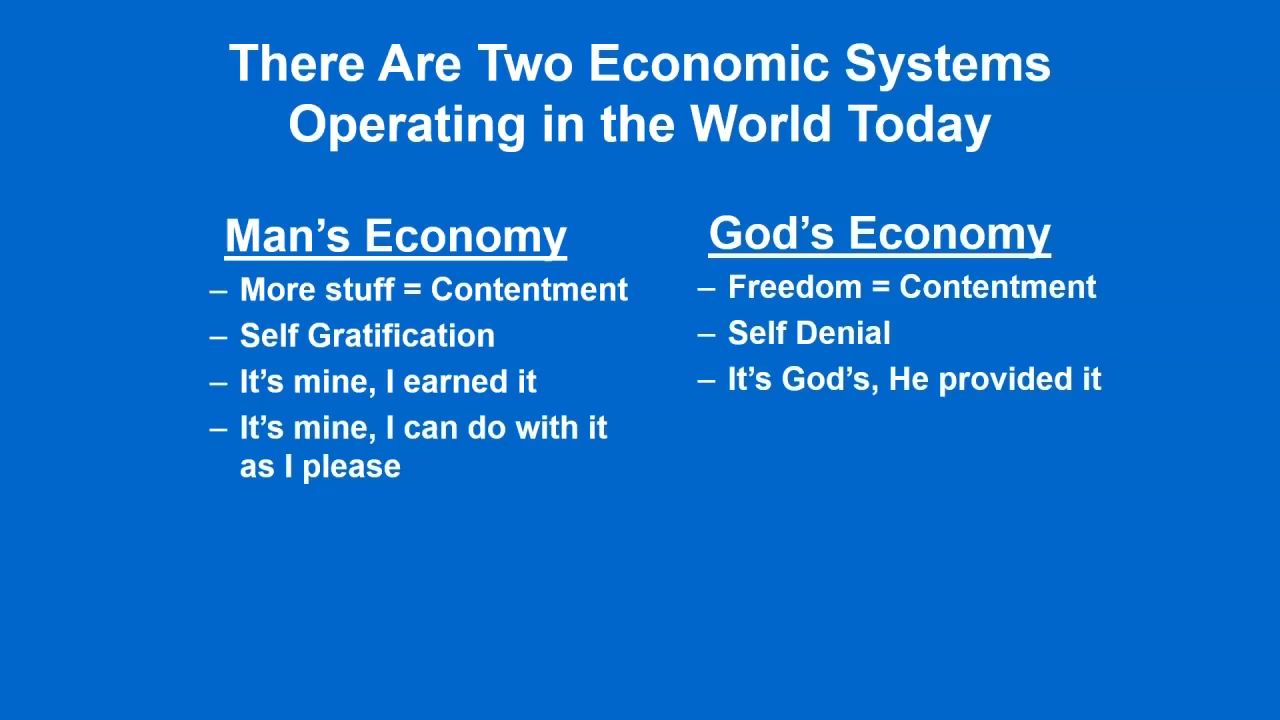 There Are Two Economic Systems
Operating in the World Today
Man’s Economy
– More stuff = Contentment
– Self Gratification
– It’s mine, I earned it
– It’s mine, I can do with it
as I please
God’s Economy
– Freedom = Contentment
– Self Denial
– It’s God’s, He provided it